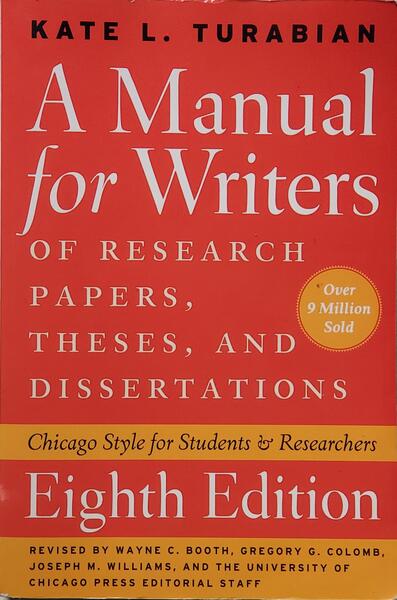 KATE L. TURABIAN
A Manual
for Writers
OF RESEARCH
PAPERS,
THESES, AND
DISSERTATIONS
Over
9 Million
Sold
Chicago Style for Students & Researchers
Eighth Edition
REVISED BY WAYNE C. BOOTH, GREGORY G. COLOMB,
JOSEPH M. WILLIAMS, AND THE UNIVERSITY OF
CHICAGO PRESS EDITORIAL STAFF